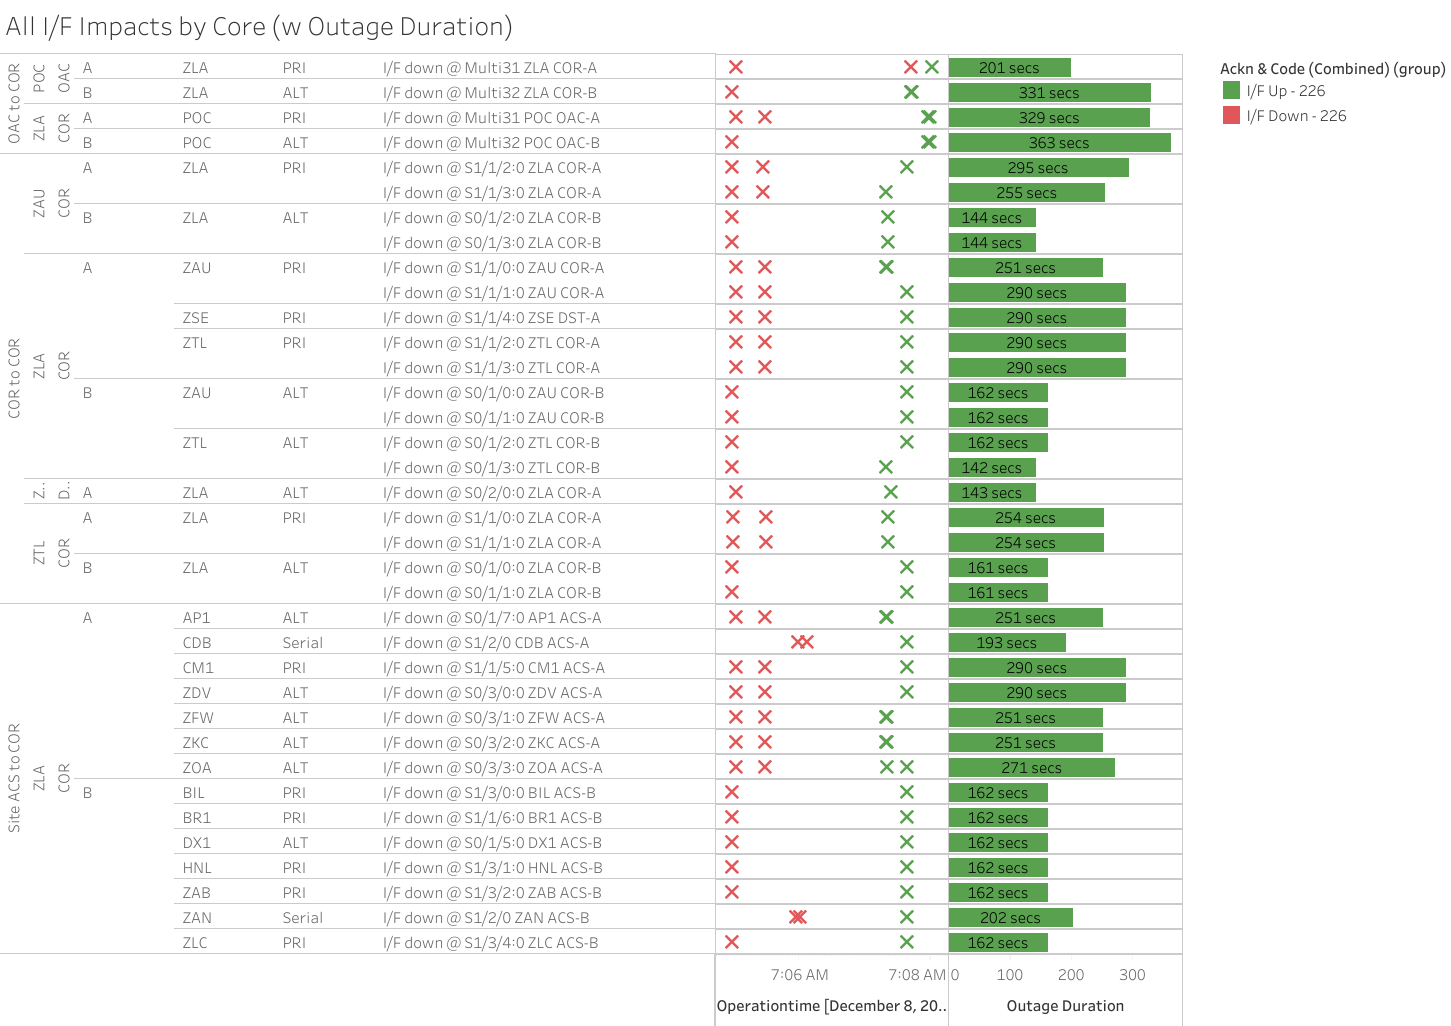 All I/F Impacts by Core (w Outage Duration)
OAC to COR POC OAC A ZLA PRI I/F down @ Multi31 ZLA COR-A 201 secs
B ZLA ALT I/F down @ Multi32 ZLA COR-B 331 secs
ZLA COR A POC PRI I/F down @ Multi31 POC OAC-A 329 secs
B POC ALT I/F down @ Multi32 POC OAC-B 363 secs
COR to COR ZAU COR A ZLA PRI I/F down @ S1/1/2:0 ZLA COR-A 295 secs
I/F down @ S1/1/3:0 ZLA COR-A 255 secs
B ZLA ALT I/F down @ S0/1/2:0 ZLA COR-B 144 secs
I/F down @ S0/1/3:0 ZLA COR-B 144 secs
ZLA COR A ZAU PRI I/F down @ S1/1/0:0 ZAU COR-A 251 secs
I/F down @ S1/1/1:0 ZAU COR-A 290 secs
ZSE PRI I/F down @ S1/1/4:0 ZSE DST-A 290 secs
ZTL PRI I/F down @ S1/1/2:0 ZTL COR-A 290 secs
I/F down @ S1/1/3:0 ZTL COR-A 290 secs
B ZAU ALT I/F down @ S0/1/0:0 ZAU COR-B 162 secs
I/F down @ S0/1/1:0 ZAU COR-B 162 secs
ZTL ALT I/F down @ S0/1/2:0 ZTL COR-B 162 secs
I/F down @ S0/1/3:0 ZTL COR-B 142 secs
Z.. D.. A ZLA ALT I/F down @ S0/2/0:0 ZLA COR-A 143 secs
ZTL COR A ZLA PRI I/F down @ S1/1/0:0 ZLA COR-A 254 secs
I/F down @ S1/1/1:0 ZLA COR-A 254 secs
B ZLA ALT I/F down @ S0/1/0:0 ZLA COR-B 161 secs
I/F down @ S0/1/1:0 ZLA COR-B 161 secs
Site ACS to COR ZLA COR A AP1 ALT I/F down @ S0/1/7:0 AP1 ACS-A 251 secs
CDB Serial I/F down @ S1/2/0 CDB ACS-A 193 secs
CM1 PRI I/F down @ S1/1/5:0 CM1 ACS-A 290 secs
ZDV ALT I/F down @ S0/3/0:0 ZDV ACS-A 290 secs
ZFW ALT I/F down @ S0/3/1:0 ZFW ACS-A 251 secs
ZKC ALT I/F down @ S0/3/2:0 ZKC ACS-A 251 secs
ZOA ALT I/F down @ S0/3/3:0 ZOA ACS-A 271 secs
B BIL PRI I/F down @ S1/3/0:0 BIL ACS-B 162 secs
BR1 PRI I/F down @ S1/1/6:0 BR1 ACS-B 162 secs
DX1 ALT I/F down @ S0/1/5:0 DX1 ACS-B 162 secs
HNL PRI I/F down @ S1/3/1:0 HNL ACS-B 162 secs
ZAB PRI I/F down @ S1/3/2:0 ZAB ACS-B 162 secs
ZAN Serial I/F down @ S1/2/0 ZAN ACS-B 202 secs
ZLC PRI I/F down @ S1/3/4:0 ZLC ACS-B 162 secs
7:06 AM 7:08 AM 0 100 200 300
Operationtime [December 8, 20.. Outage Duration
Ackn & Code (Combined) (group)
I/F Up - 226
I/F Down - 226